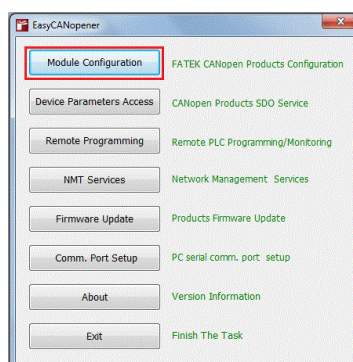 EasyCANopener
Module Configuration FATEK CANopen Products Configuration
Device Parameters Access CANopen Products SDO Service
Remote Programming Remote PLC Programming/Monitoring
NMT Services Network Management Services
Firmware Update Products Firmware Update
Comm. Port Setup PC serial comm. port setup
About Version Information
Exit Finish The Task